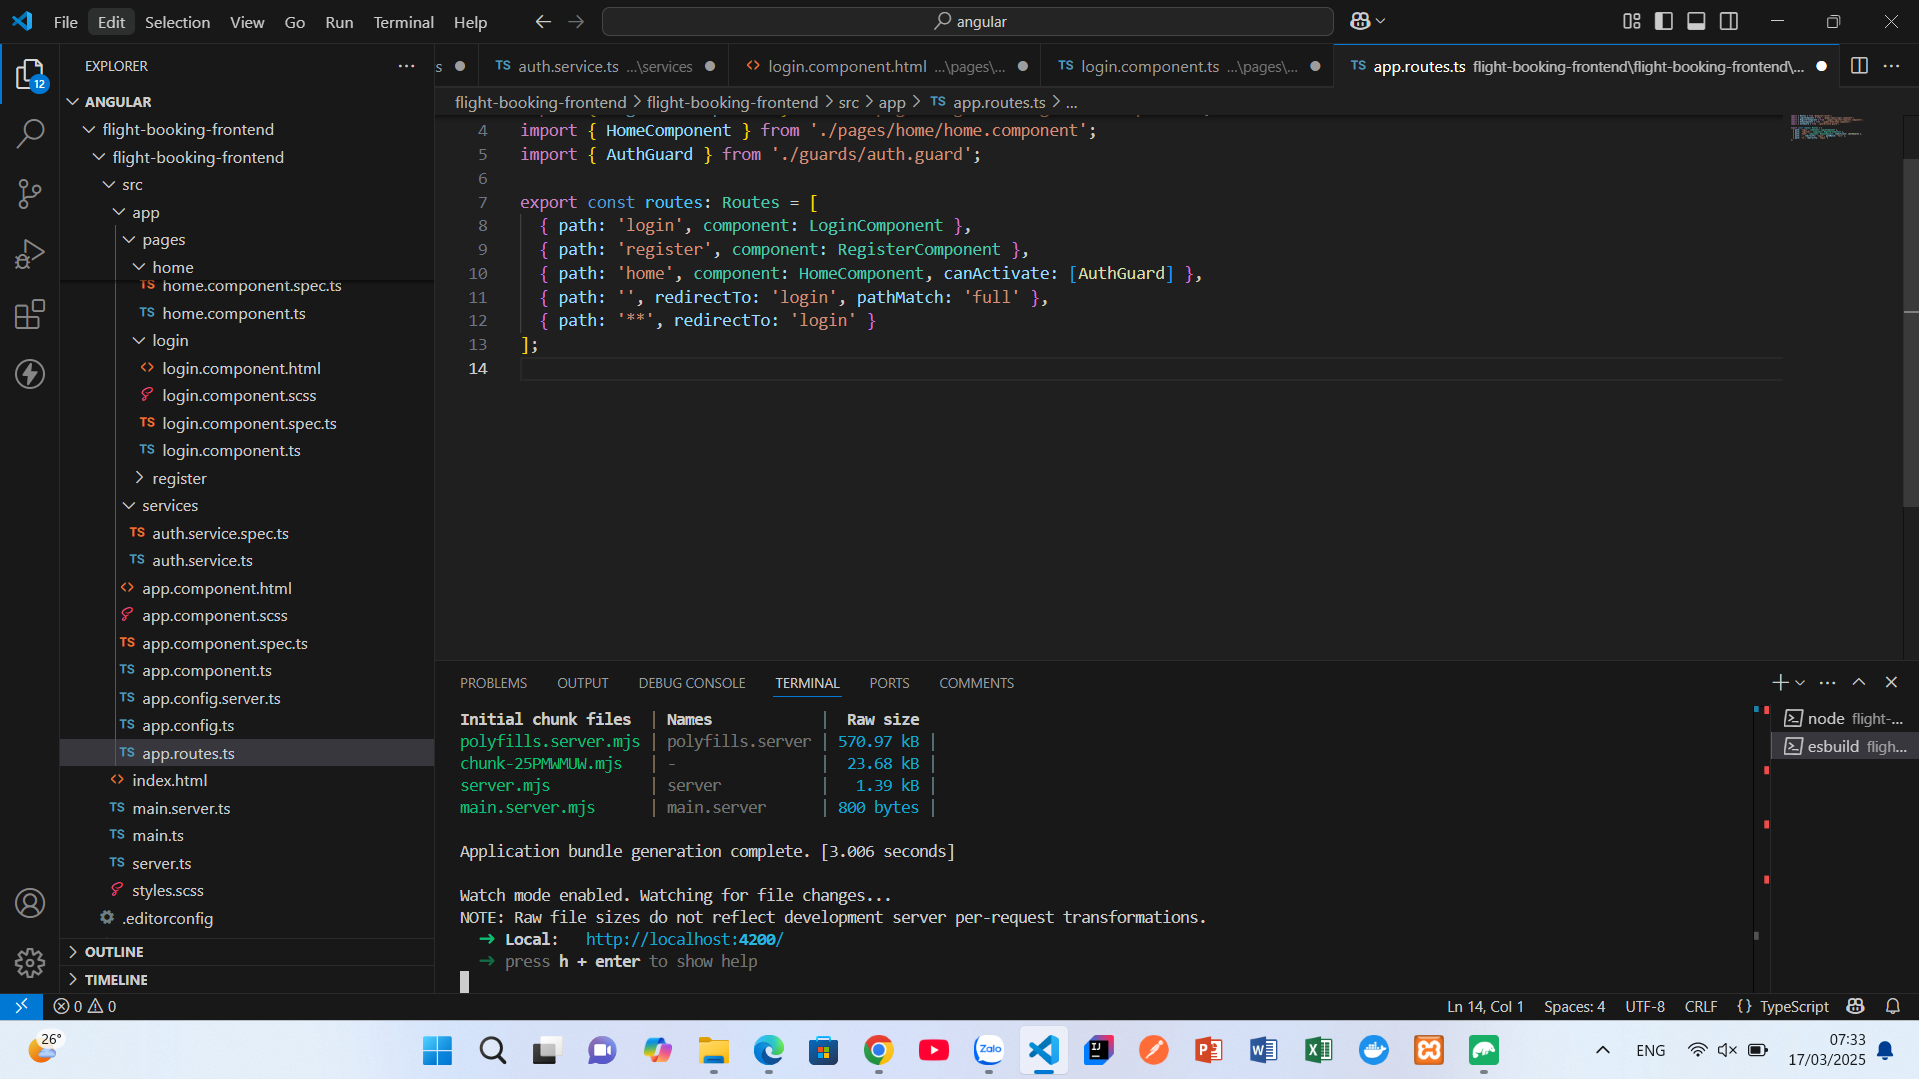 File Edit Selection View Go Run Terminal Help
angular
EXPLORER
12
ANGULAR
flight-booking-frontend
flight-booking-frontend
src
app
pages
home
home.component.spec.ts
home.component.ts
login
login.component.html
login.component.scss
login.component.spec.ts
login.component.ts
register
services
auth.service.spec.ts
auth.service.ts
app.component.html
app.component.scss
app.component.spec.ts
app.component.ts
app.config.server.ts
app.config.ts
app.routes.ts
index.html
main.server.ts
main.ts
server.ts
styles.scss
.editorconfig
OUTLINE
TIMELINE
s
TS auth.service.ts ...\services
login.component.html ...\pages\...
TS login.component.ts ...\pages\...
TS app.routes.ts flight-booking-frontend\flight-booking-frontend\...
flight-booking-frontend > flight-booking-frontend > src > app > TS app.routes.ts > ...
4 import { HomeComponent } from './pages/home/home.component';
5 import { AuthGuard } from './guards/auth.guard';
6
7 export const routes: Routes = [
8 { path: 'login', component: LoginComponent },
9 { path: 'register', component: RegisterComponent },
10 { path: 'home', component: HomeComponent, canActivate: [AuthGuard] },
11 { path: '', redirectTo: 'login', pathMatch: 'full' },
12 { path: '**', redirectTo: 'login' }
13 ];
14
PROBLEMS OUTPUT DEBUG CONSOLE TERMINAL PORTS COMMENTS
Initial chunk files | Names | Raw size
polyfills.server.mjs | polyfills.server | 570.97 kB |
chunk-25PMWMUW.mjs | - | 23.68 kB |
server.mjs | server | 1.39 kB |
main.server.mjs | main.server | 800 bytes |
Application bundle generation complete. [3.006 seconds]
Watch mode enabled. Watching for file changes...
NOTE: Raw file sizes do not reflect development server per-request transformations.
➜ Local: http://localhost:4200/
➜ press h + enter to show help
node flight-...
esbuild fligh...
0 0
Ln 14, Col 1 Spaces: 4 UTF-8 CRLF {} TypeScript
26°
Zalo
ENG
07:33
17/03/2025